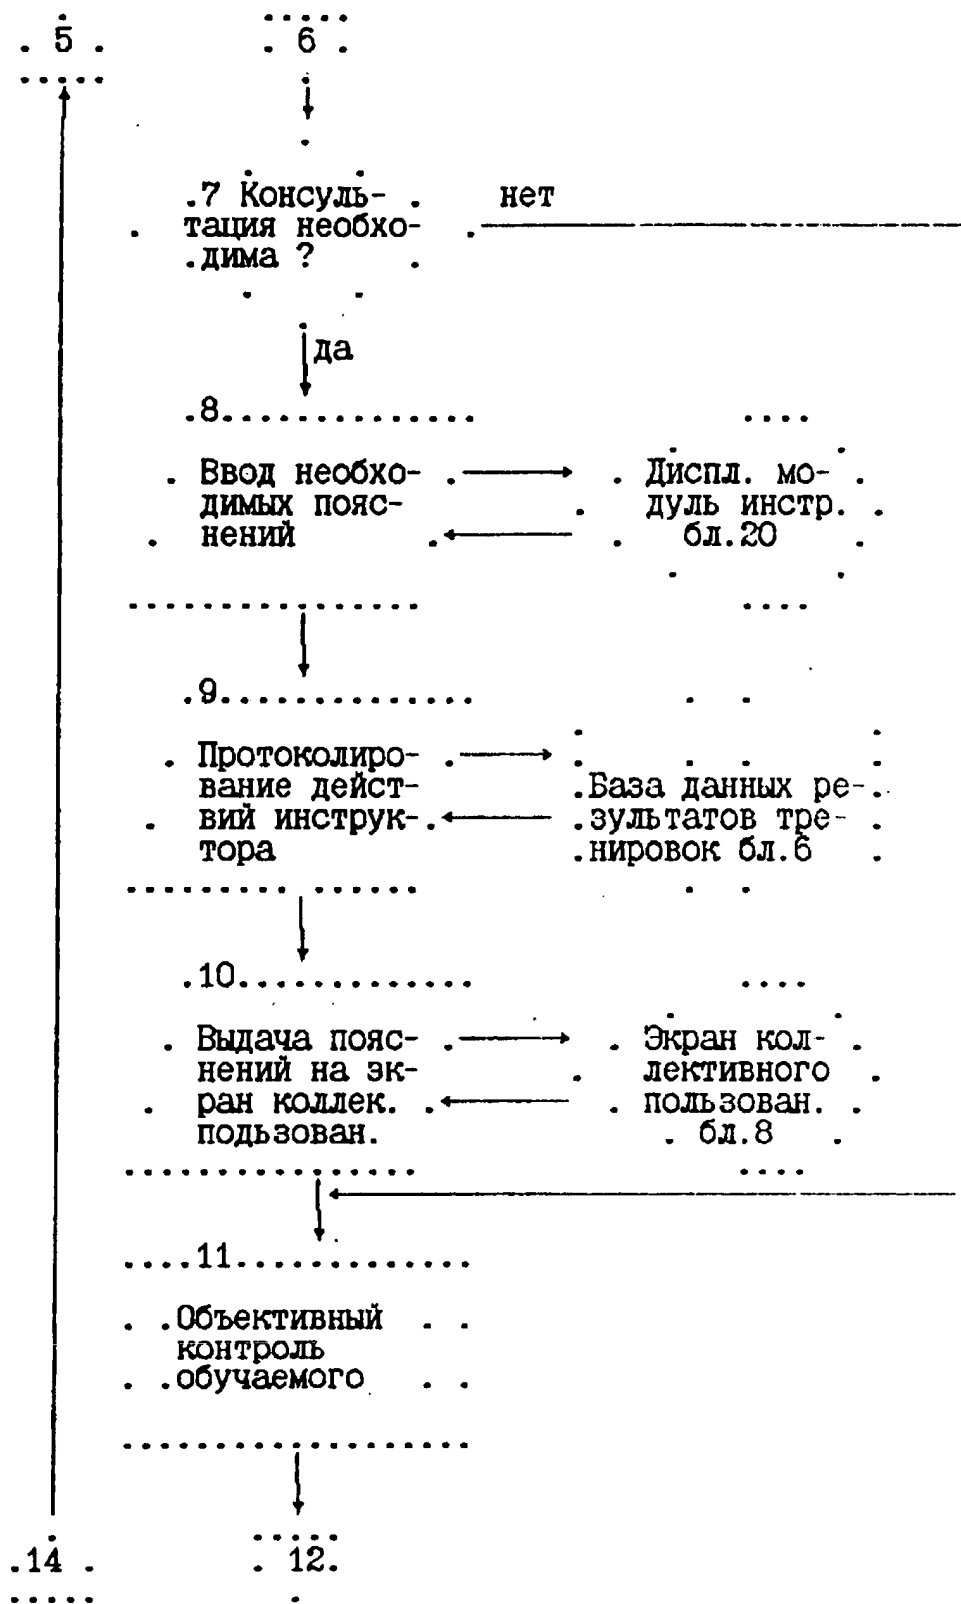 5
6
7 Консуль-
тация необхо-
дима ?
нет
да
8
Ввод необхо-
димых пояс-
нений
Диспл. мо-
дуль инстр.
бл.20
9
Протоколиро-
вание дейст-
вий инструк-
тора
База данных ре-
зультатов тре-
нировок бл.6
10
Выдача пояс-
нений на эк-
ран коллек.
подьзован.
Экран кол-
лективного
пользован.
бл.8
11
Объективный
контроль
обучаемого
14
12